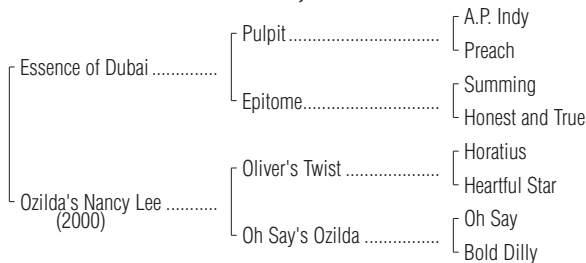 A.P. Indy
Pulpit..........................................
Preach
Essence of Dubai ..............
Summing
Epitome......................................
Honest and True
Horatius
Oliver's Twist ...........................
Heartful Star
Ozilda's Nancy Lee ...........
(2000)
Oh Say
Oh Say's Ozilda .....................
Bold Dilly